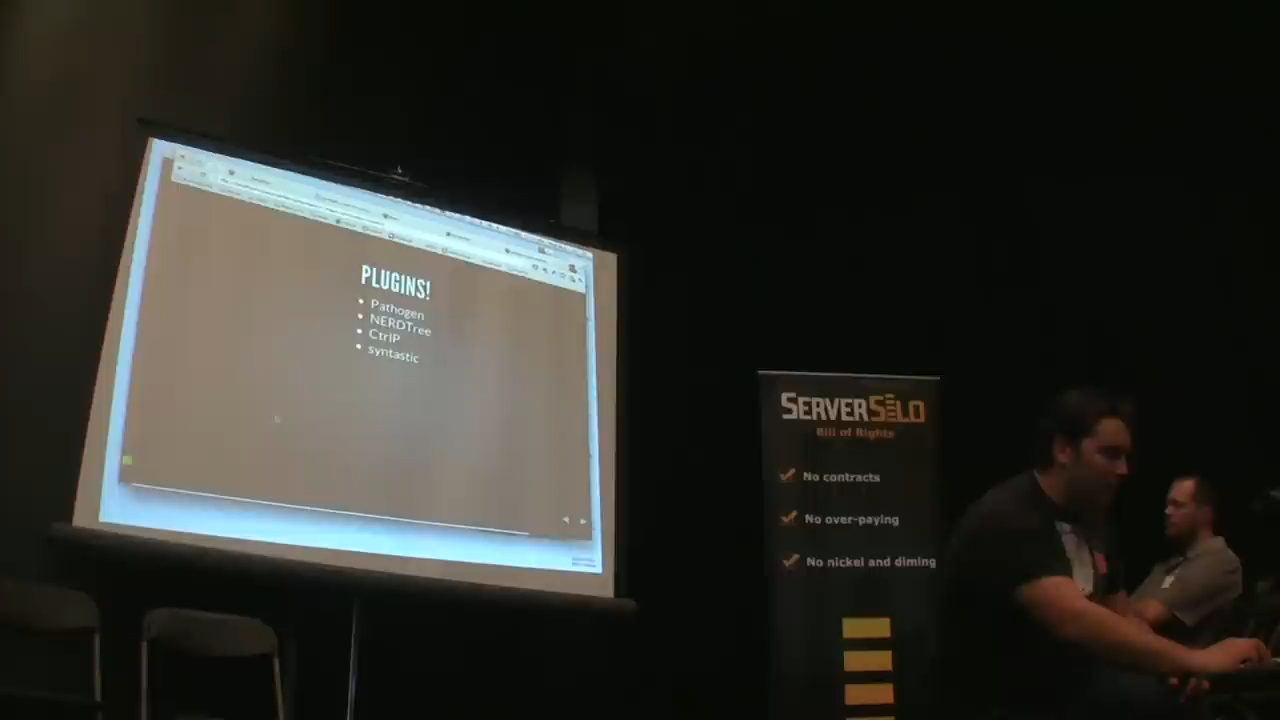 PLUGINS!
Pathogen
NERDTree
CtrlP
syntastic
SERVERSILO
Bill of Rights
No contracts
No over-paying
No nickel and diming